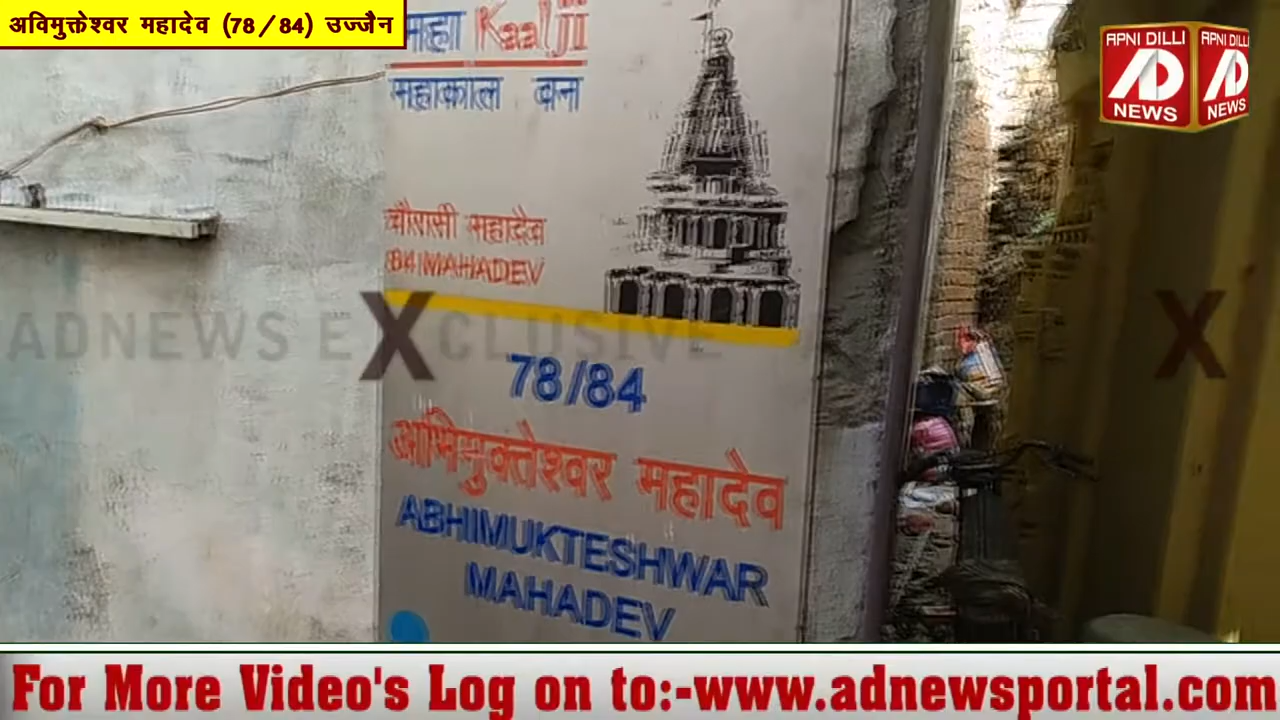 अविमुक्तेश्वर महादेव (78/84) उज्जैन
महा Kaalji
महाकाल वन
चौरासी महादेव
84 MAHADEV
78/84
अभिमुक्तेश्वर महादेव
ABHIMUKTESHWAR
MAHADEV
APNI DILLI
AD
NEWS
APNI DILLI
AD
NEWS
ADNEWS EXCLUSIVE
X
For More Video's Log on to:-www.adnewsportal.com